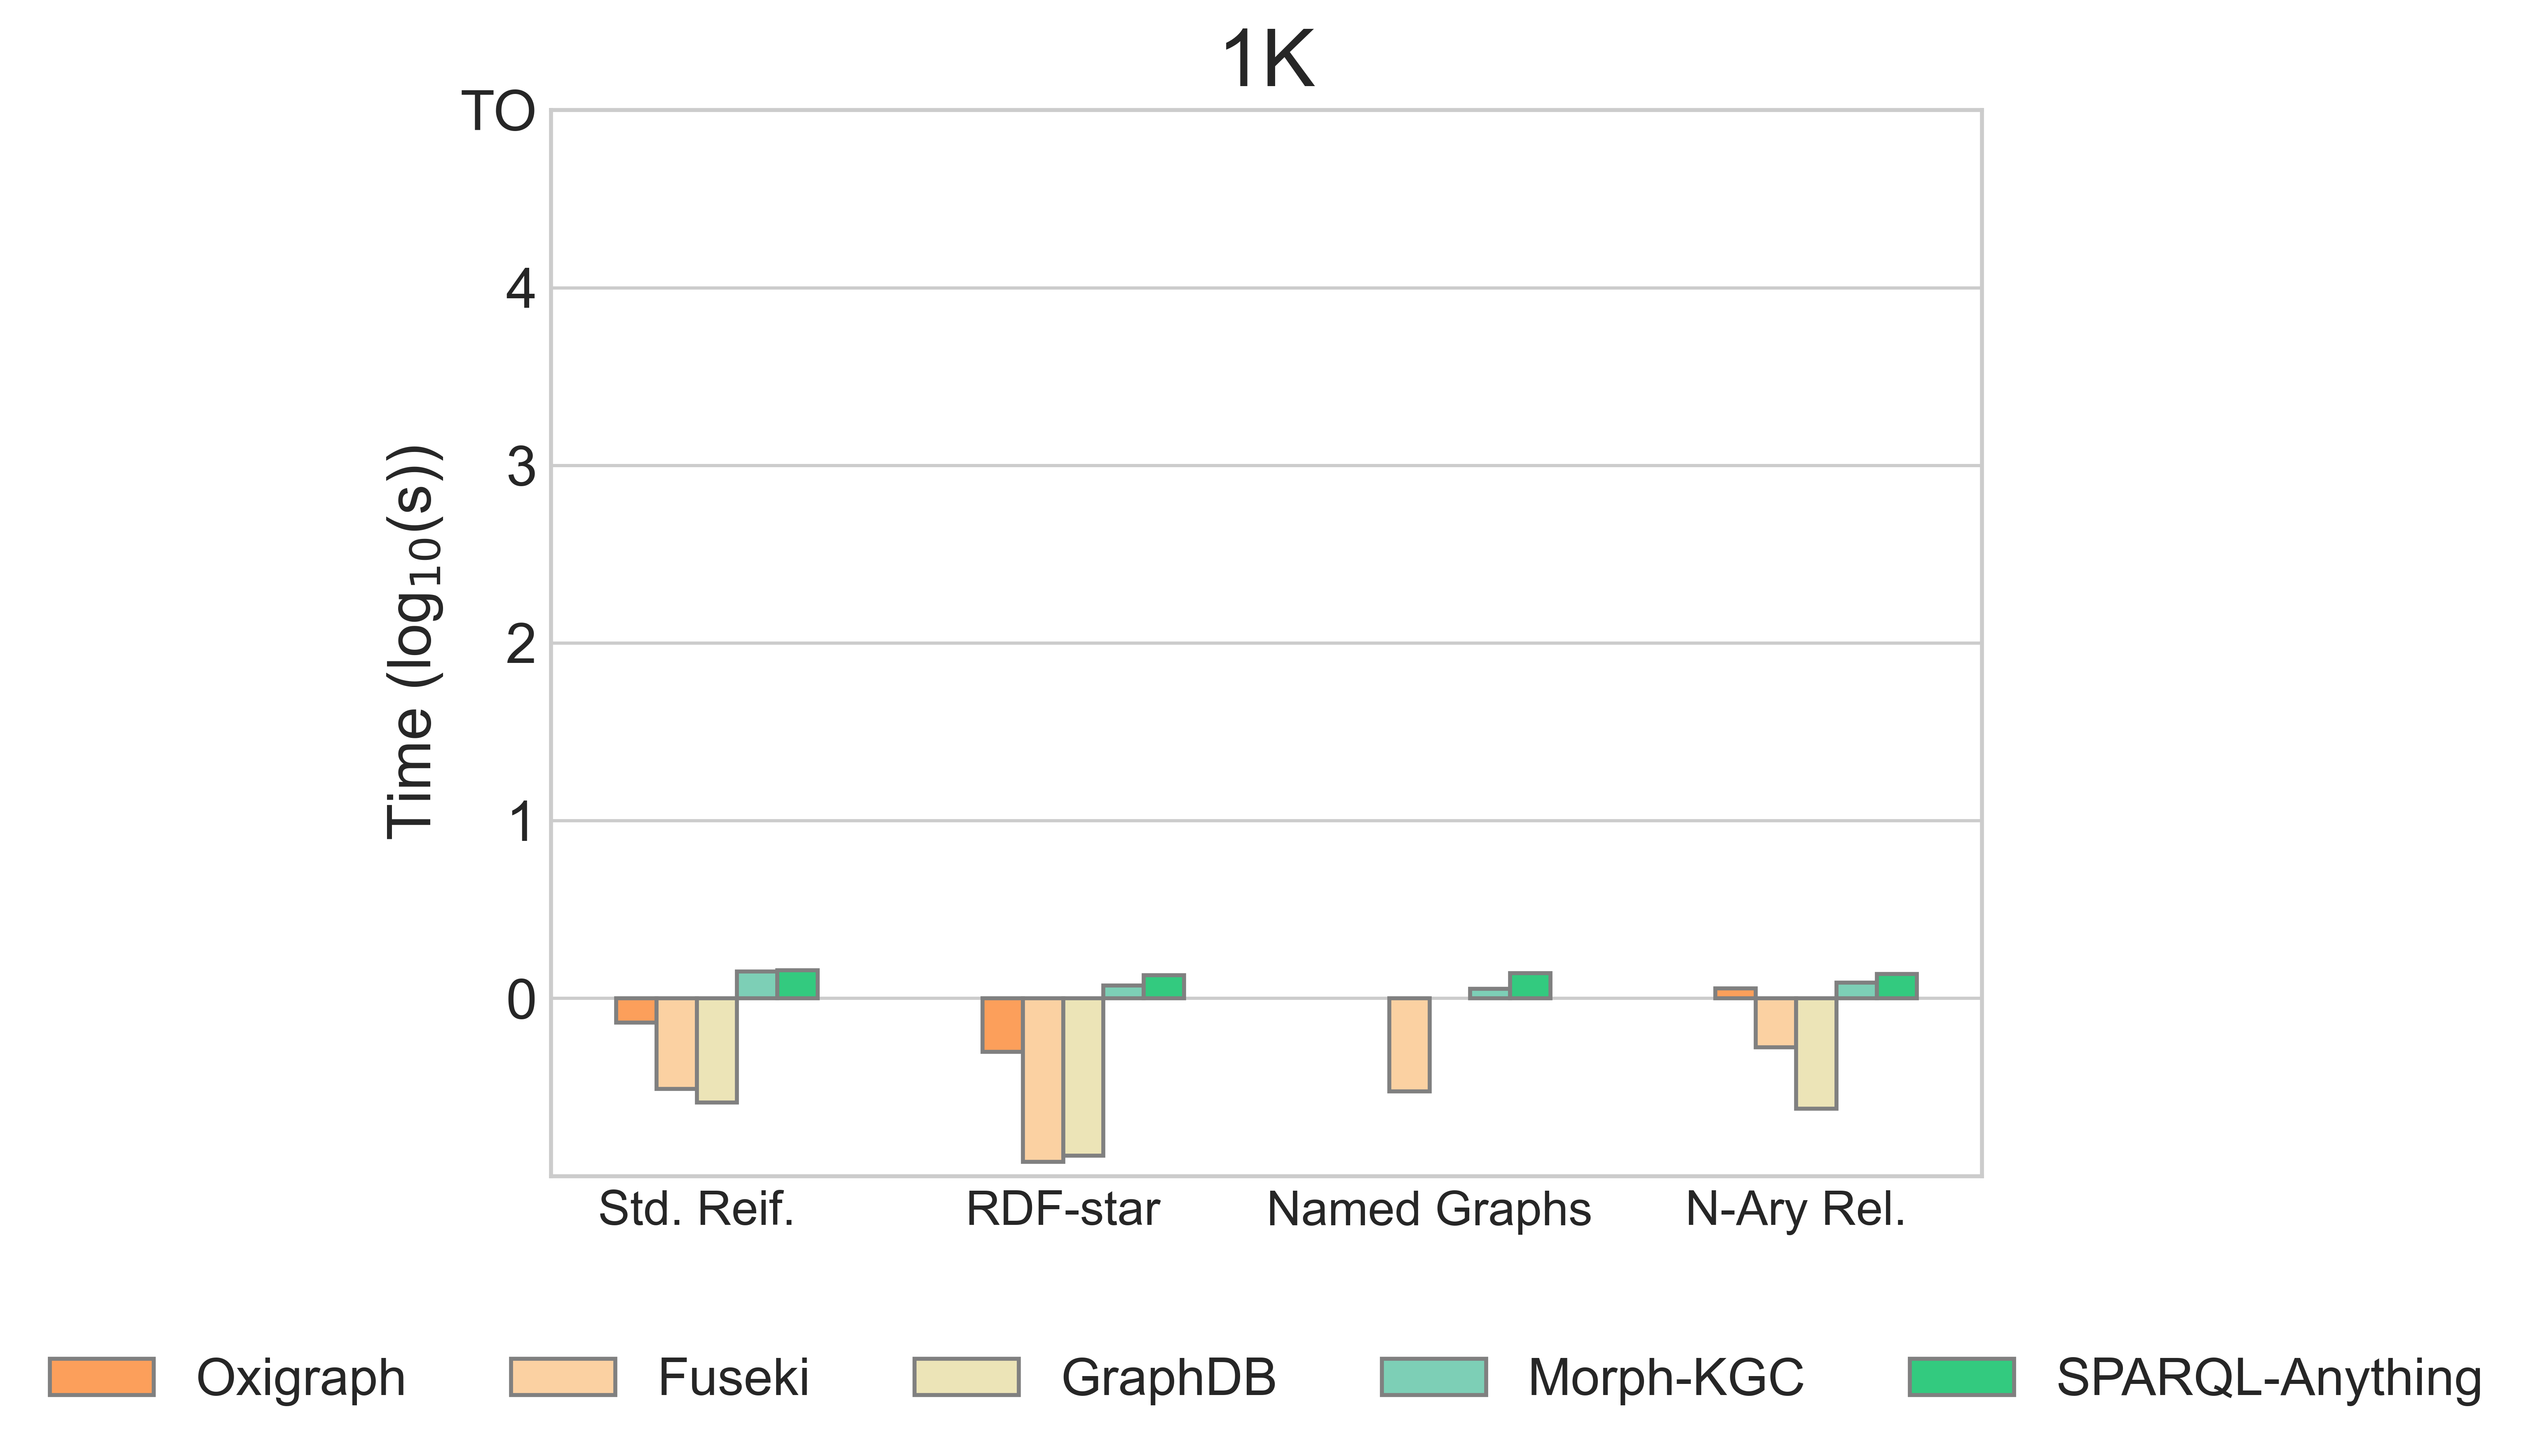 1K
TO
4
3
2
1
0
Time (log₁₀(s))
Std. Reif. RDF-star Named Graphs N-Ary Rel.
Oxigraph Fuseki GraphDB Morph-KGC SPARQL-Anything